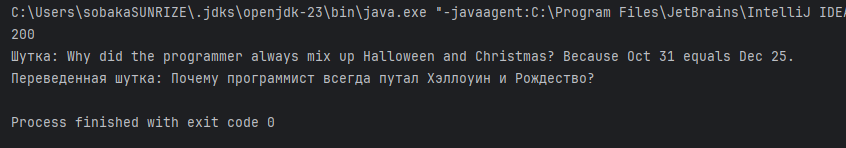 C:\Users\sobakaSUNRIZE\.jdks\openjdk-23\bin\java.exe "-javaagent:C:\Program Files\JetBrains\IntelliJ IDEA
200
Шутка: Why did the programmer always mix up Halloween and Christmas? Because Oct 31 equals Dec 25.
Переведенная шутка: Почему программист всегда путал Хэллоуин и Рождество?
Process finished with exit code 0